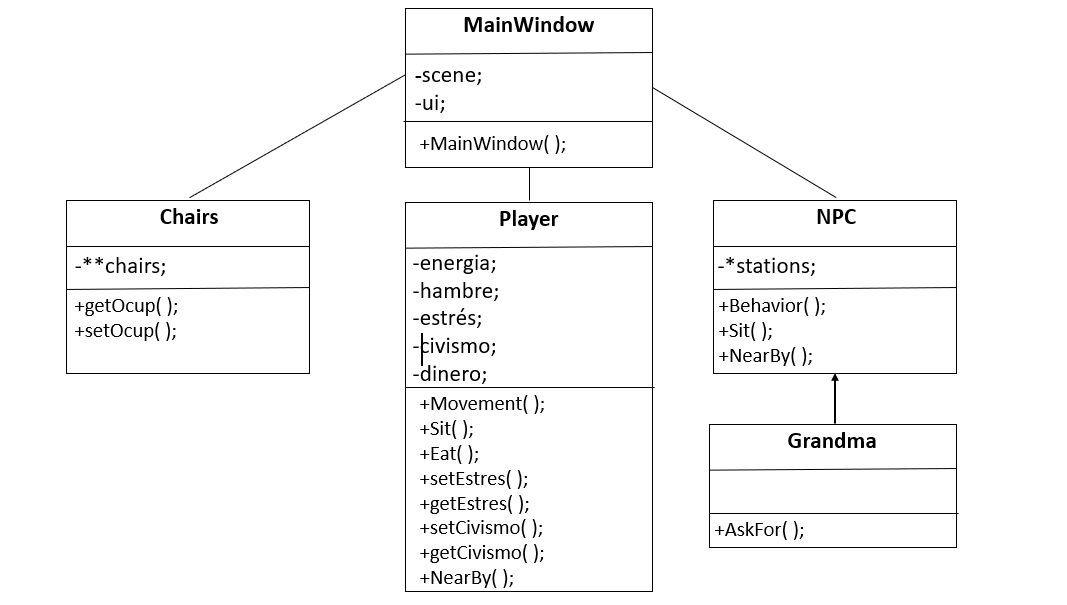 MainWindow
-scene;
-ui;
+MainWindow( );
Chairs
-**chairs;
+getOcup( );
+setOcup( );
Player
-energia;
-hambre;
-estrés;
-civismo;
-dinero;
+Movement( );
+Sit( );
+Eat( );
+setEstres( );
+getEstres( );
+setCivismo( );
+getCivismo( );
+NearBy( );
NPC
-*stations;
+Behavior( );
+Sit( );
+NearBy( );
Grandma
+AskFor( );